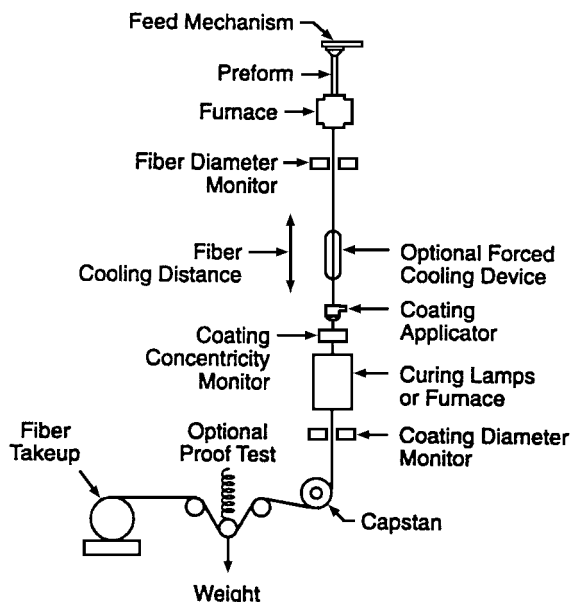 Feed Mechanism
Preform
Furnace
Fiber Diameter
Monitor
Fiber
Cooling Distance
Optional Forced
Cooling Device
Coating
Applicator
Coating
Concentricity
Monitor
Curing Lamps
or Furnace
Fiber
Takeup
Optional
Proof Test
Coating Diameter
Monitor
Capstan
Weight